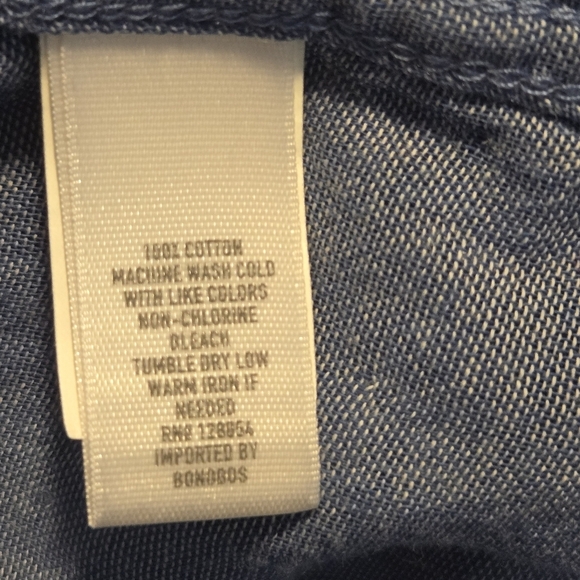 100% COTTON
MACHINE WASH COLD
WITH LIKE COLORS
NON-CHLORINE
BLEACH
TUMBLE DRY LOW
WARM IRON IF
NEEDED
RN# 128854
IMPORTED BY
BONOBOS